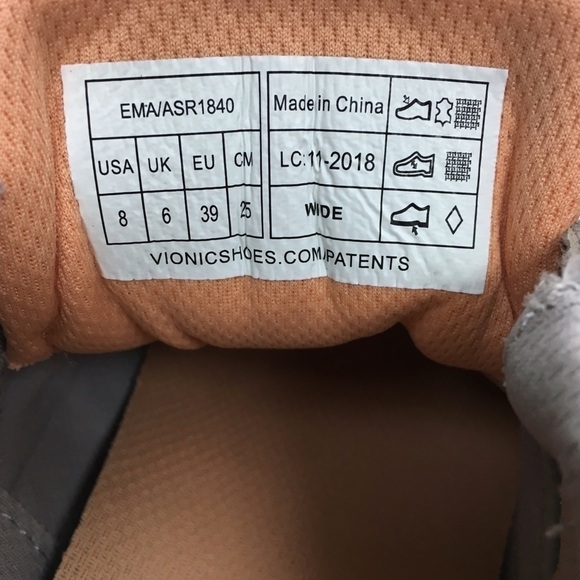 EMA/ASR1840
USA UK EU CM
8 6 39 25
Made in China
LC:11-2018
WIDE
VIONICSHOES.COM/PATENTS